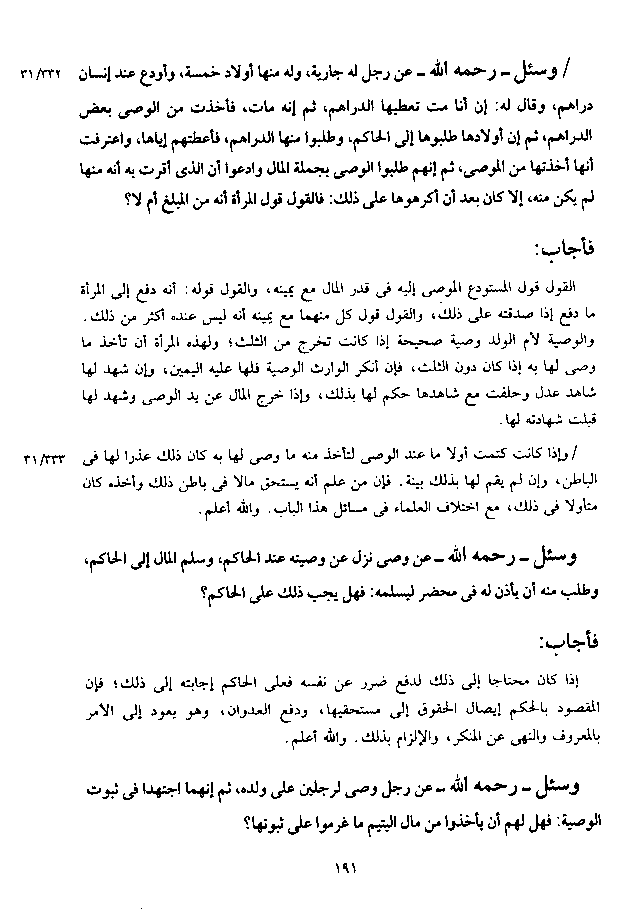 / وسئل ـ رحمه الله ـ عن رجل له جارية، وله منها أولاد خمسة، وأودع عند إنسان ٣١/٣٣٢
دراهم، وقال له: إن أنا مت تعطيها الدراهم، ثم إنه مات، فأخذت من الوصى بعض
الدراهم، ثم إن أولادها طلبوها إلى الحاكم، وطلبوا منها الدراهم، فأعطتهم إياها، واعترفت
أنها أخذتها من الموصى، ثم إنهم طلبوا الوصى بجملة المال وادعوا أن الذى أقرت به أنه منها
لم يكن منه، إلا كان بعد أن أكرهوها على ذلك: فالقول قول المرأة أنه من المبلغ أم لا؟
فأجاب:
القول قول المستودع الموصى إليه فى قدر المال مع يمينه، والقول قوله: أنه دفع إلى المرأة
ما دفع إذا صدقته على ذلك، والقول قول كل منهما مع يمينه أنه ليس عنده أكثر من ذلك.
والوصية لأم الولد وصية صحيحة إذا كانت تخرج من الثلث؛ ولهذه المرأة أن تأخذ ما
وصى لها به إذا كان دون الثلث، فإن أنكر الوارث الوصية فلها عليه اليمين، وإن شهد لها
شاهد عدل وحلفت مع شاهدها حكم لها بذلك، وإذا خرج المال عن يد الوصى وشهد لها
قبلت شهادته لها.
/ وإذا كانت كتمت أولا ما عند الوصى لتأخذ منه ما وصى لها به كان ذلك عذرا لها فى ٣١/٣٣٣
الباطن، وإن لم يقم لها بذلك بينة. فإن من علم أنه يستحق مالا فى باطن ذلك وأخذه كان
متأولا فى ذلك، مع اختلاف العلماء فى مسائل هذا الباب. والله أعلم.
وسئل ـ رحمه الله ـ عن وصى نزل عن وصيته عند الحاكم، وسلم المال إلى الحاكم،
وطلب منه أن يأذن له فى محضر ليسلمه: فهل يجب ذلك على الحاكم؟
فأجاب:
إذا كان محتاجا إلى ذلك لدفع ضرر عن نفسه فعلى الحاكم إجابته إلى ذلك؛ فإن
المقصود بالحكم إيصال الحقوق إلى مستحقيها، ودفع العدوان، وهو يعود إلى الأمر
بالمعروف والنهى عن المنكر، والإلزام بذلك. والله أعلم.
وسئل ـ رحمه الله ـ عن رجل وصى لرجلين على ولده، ثم إنهما اجتهدا فى ثبوت
الوصية: فهل لهم أن يأخذوا من مال اليتيم ما غرموا على ثبوتها؟
١٩١